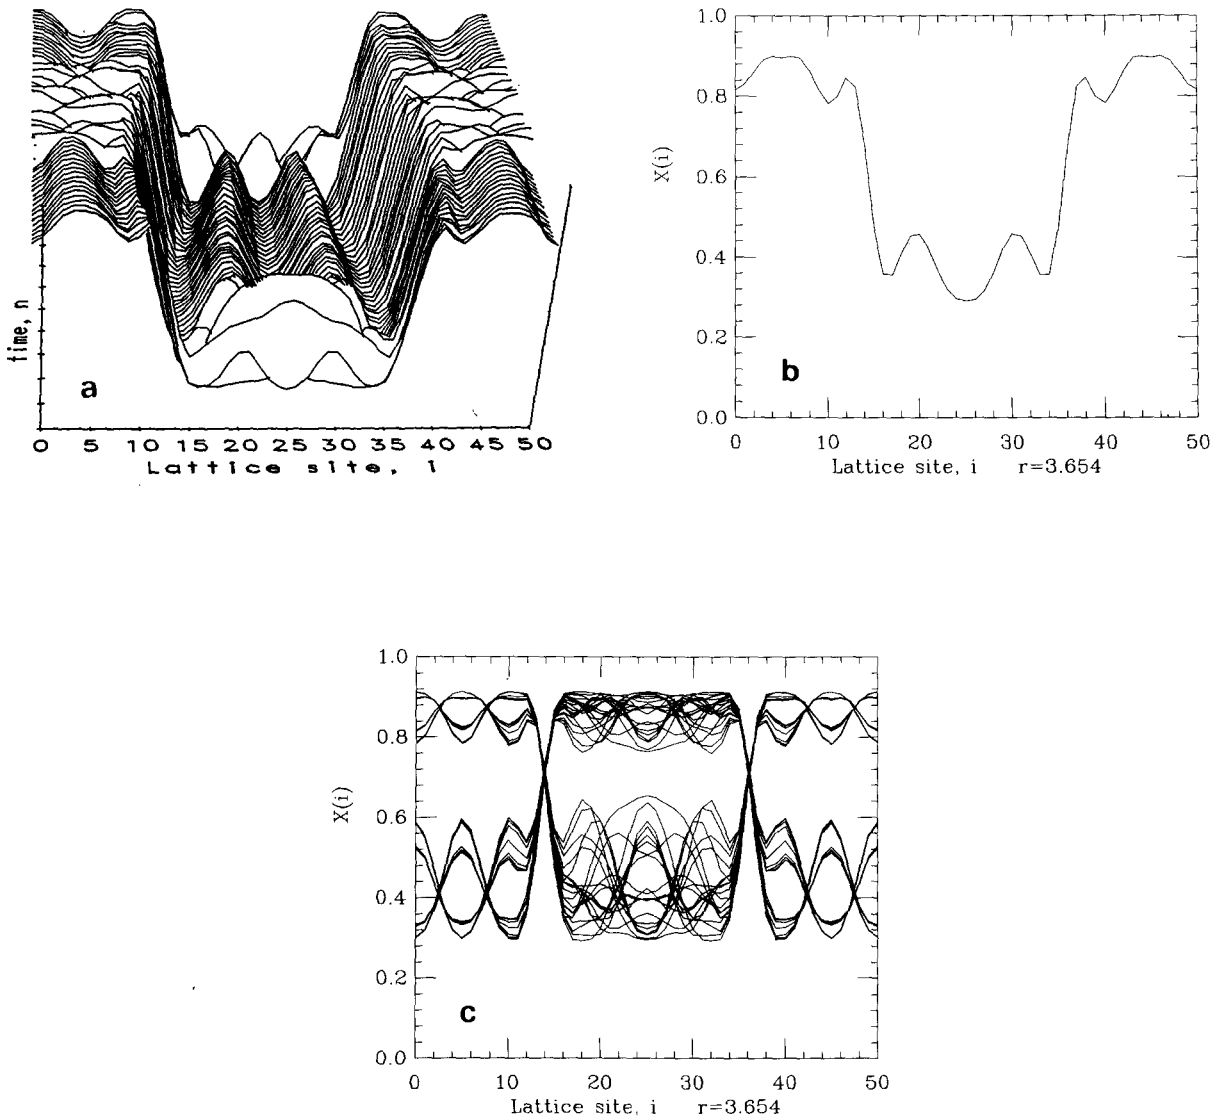 time, n
a
0 5 10 15 20 25 30 35 40 45 50
Lattice site, i
1.0
0.8
0.6
0.4
0.2
0.0
X(i)
b
0 10 20 30 40 50
Lattice site, i r=3.654
1.0
0.8
0.6
0.4
0.2
0.0
X(i)
c
0 10 20 30 40 50
Lattice site, i r=3.654